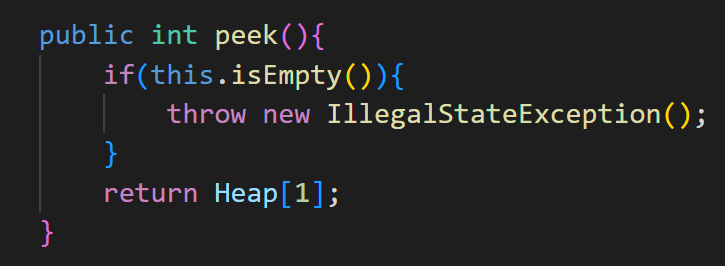 public int peek(){
    if(this.isEmpty()){
        throw new IllegalStateException();
    }
    return Heap[1];
}